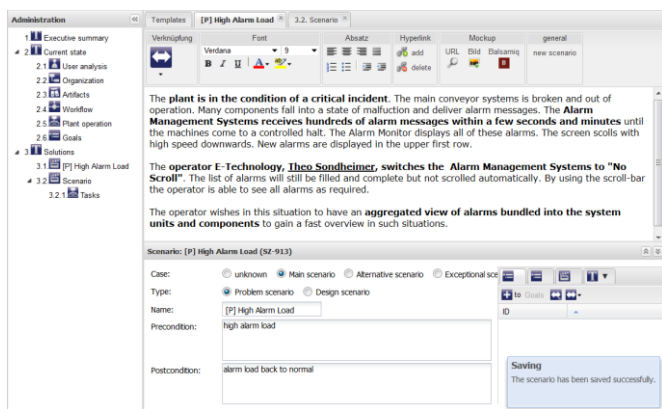 Administration
1 Executive summary
2 Current state
2.1 User analysis
2.2 Organization
2.3 Artifacts
2.4 Workflow
2.5 Plant operation
2.6 Goals
3 Solutions
3.1 [P] High Alarm Load
3.2 Scenario
3.2.1 Tasks
Templates
[P] High Alarm Load
3.2. Scenario
Verknüpfung
Font
Absatz
Hyperlink
Mockup
general
Verdana
9
add
URL Bild Balsamiq
new scenario
B I U A
delete
The plant is in the condition of a critical incident. The main conveyor systems is broken and out of
operation. Many components fall into a state of malfuction and deliver alarm messages. The Alarm
Management Systems receives hundreds of alarm messages within a few seconds and minutes until
the machines come to a controlled halt. The Alarm Monitor displays all of these alarms. The screen scolls with
high speed downwards. New alarms are displayed in the upper first row.
The operator E-Technology, Theo Sondheimer, switches the Alarm Management Systems to "No
Scroll". The list of alarms will still be filled and complete but not scrolled automatically. By using the scroll-bar
the operator is able to see all alarms as required.
The operator wishes in this situation to have an aggregated view of alarms bundled into the system
units and components to gain a fast overview in such situations.
Scenario: [P] High Alarm Load (SZ-913)
Case:
unknown
Main scenario
Alternative scenario
Exceptional sce
Type:
Problem scenario
Design scenario
to Goals
Name:
[P] High Alarm Load
ID
Precondition:
high alarm load
Postcondition:
alarm load back to normal
Saving
The scenario has been saved successfully.